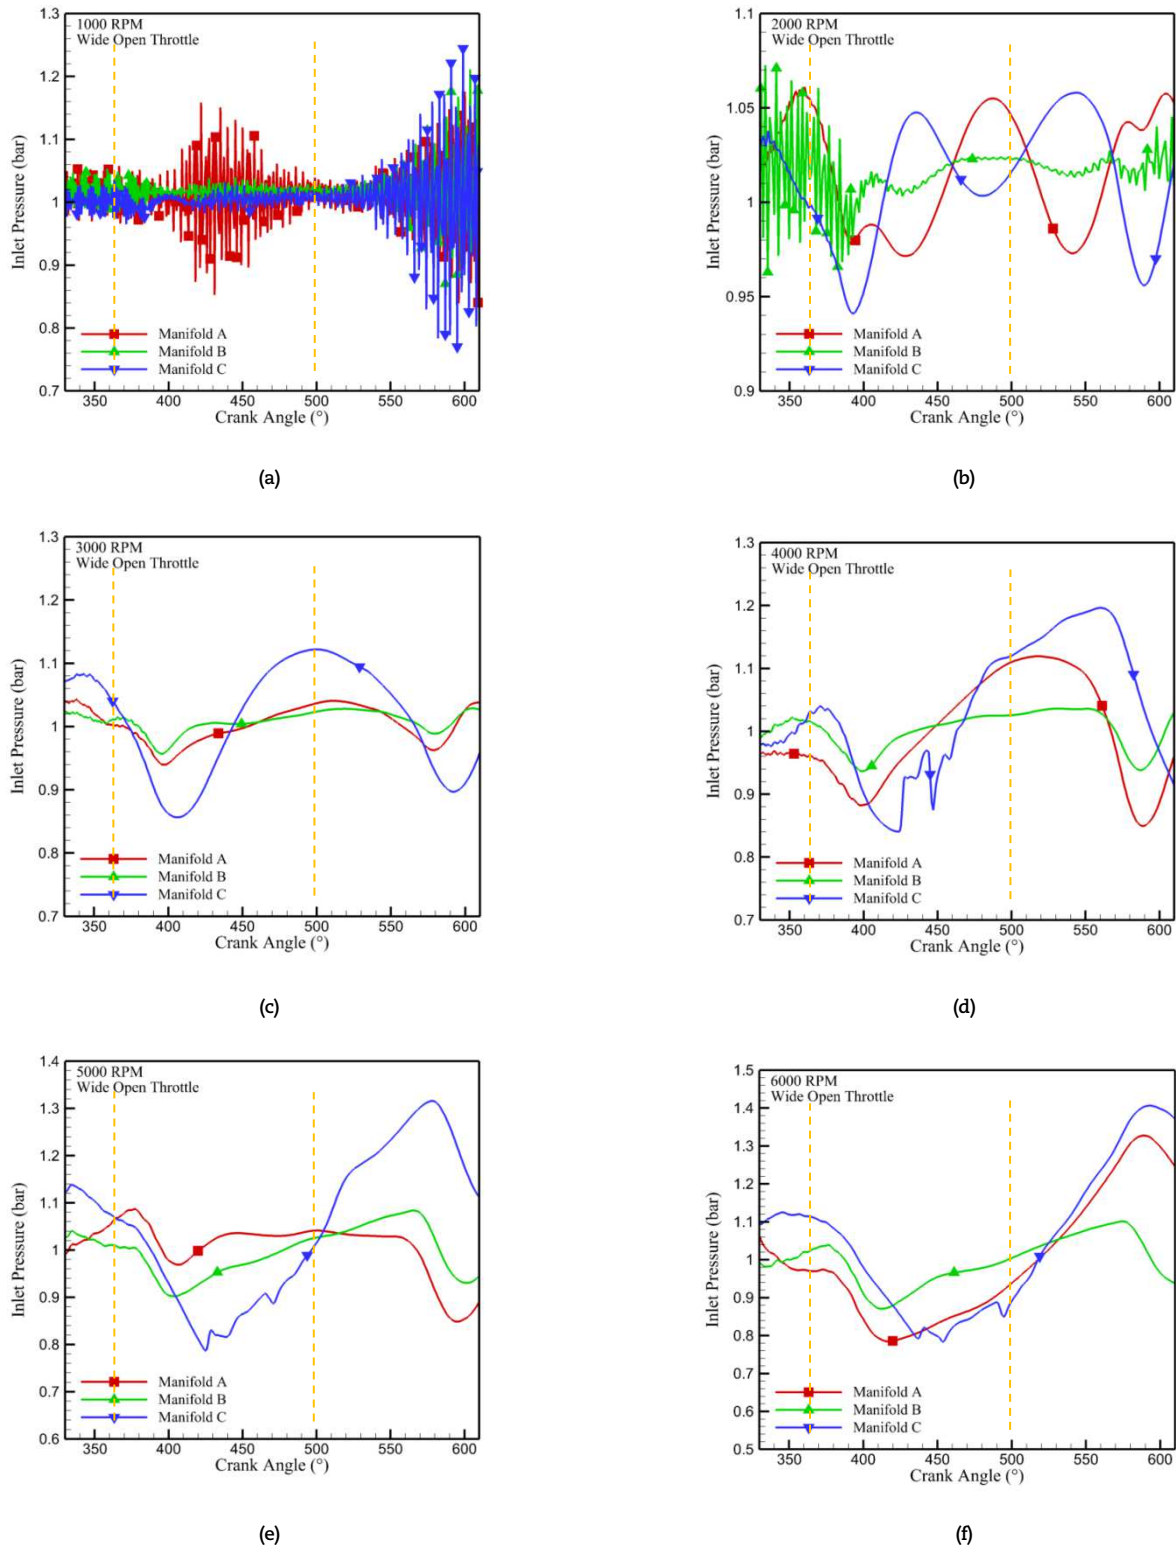 1000 RPM
Wide Open Throttle
1.3
1.2
1.1
1
0.9
0.8
0.7
Inlet Pressure (bar)
Manifold A
Manifold B
Manifold C
350 400 450 500 550 600
Crank Angle (°)
(a)
2000 RPM
Wide Open Throttle
1.1
1.05
1
0.95
0.9
Inlet Pressure (bar)
Manifold A
Manifold B
Manifold C
350 400 450 500 550 600
Crank Angle (°)
(b)
3000 RPM
Wide Open Throttle
1.3
1.2
1.1
1
0.9
0.8
0.7
Inlet Pressure (bar)
Manifold A
Manifold B
Manifold C
350 400 450 500 550 600
Crank Angle (°)
(c)
4000 RPM
Wide Open Throttle
1.3
1.2
1.1
1
0.9
0.8
0.7
Inlet Pressure (bar)
Manifold A
Manifold B
Manifold C
350 400 450 500 550 600
Crank Angle (°)
(d)
5000 RPM
Wide Open Throttle
1.4
1.3
1.2
1.1
1
0.9
0.8
0.7
0.6
Inlet Pressure (bar)
Manifold A
Manifold B
Manifold C
350 400 450 500 550 600
Crank Angle (°)
(e)
6000 RPM
Wide Open Throttle
1.5
1.4
1.3
1.2
1.1
1
0.9
0.8
0.7
0.6
0.5
Inlet Pressure (bar)
Manifold A
Manifold B
Manifold C
350 400 450 500 550 600
Crank Angle (°)
(f)